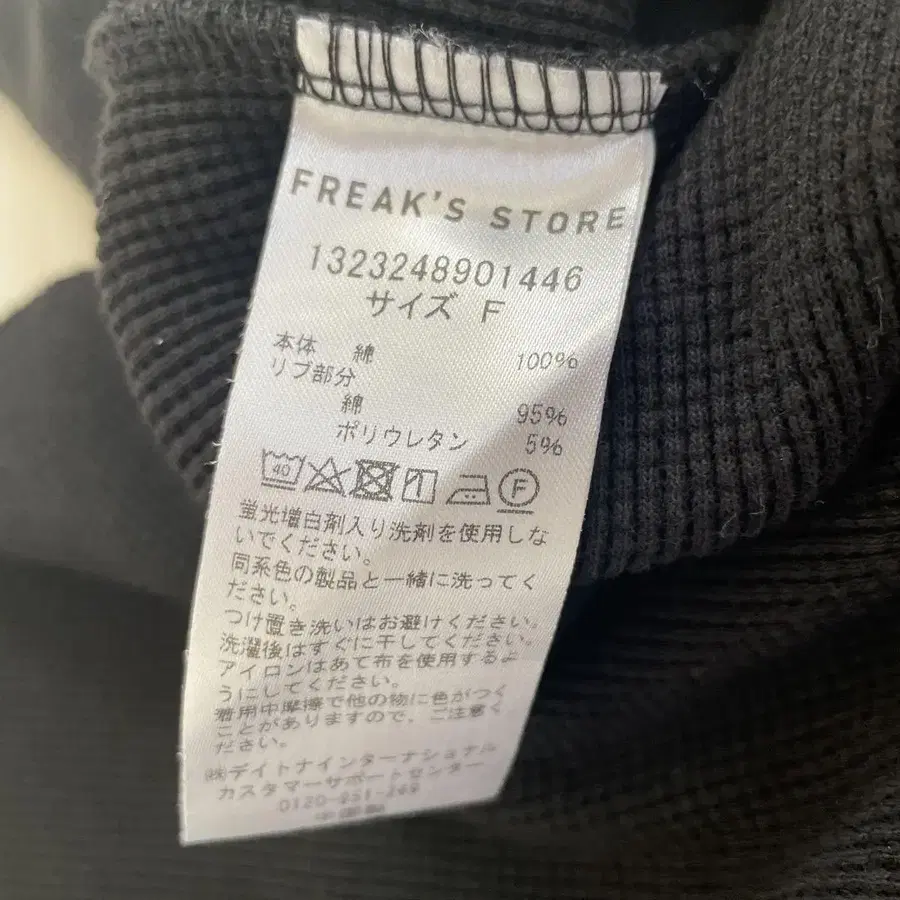 FREAK'S STORE
1323248901446
サイズ F
本体 綿 100%
リブ部分
綿 95%
ポリウレタン 5%
40 F
蛍光増白剤入り洗剤を使用しな
いでください。
同系色の製品と一緒に洗ってく
ださい。
つけ置き洗いはお避けください。
洗濯後はすぐに干してください。
アイロンはあて布を使用するよ
うにしてください。
着用中摩擦で他の物に色がつく
ことがありますので、ご注意く
ださい。
㈱デイトナインターナショナル
カスタマーサポートセンター
0120-951-
中国製